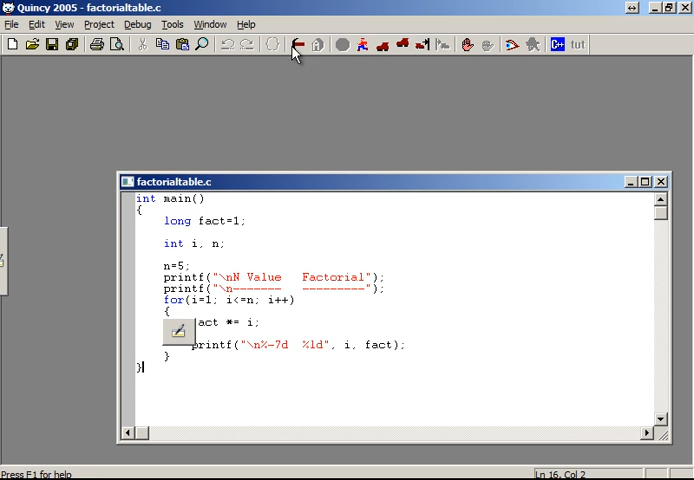 Quincy 2005 - factorialtable.c
File Edit View Project Debug Tools Window Help
C++ tut
factorialtable.c
int main()
{
long fact=1;
int i, n;
n=5;
printf("\nN Value   Factorial");
printf("\n-------   ---------");
for(i=1; i<=n; i++)
{
act *= i;
printf("\n%-7d  %ld", i, fact);
}
}
Press F1 for help
Ln 16, Col 2